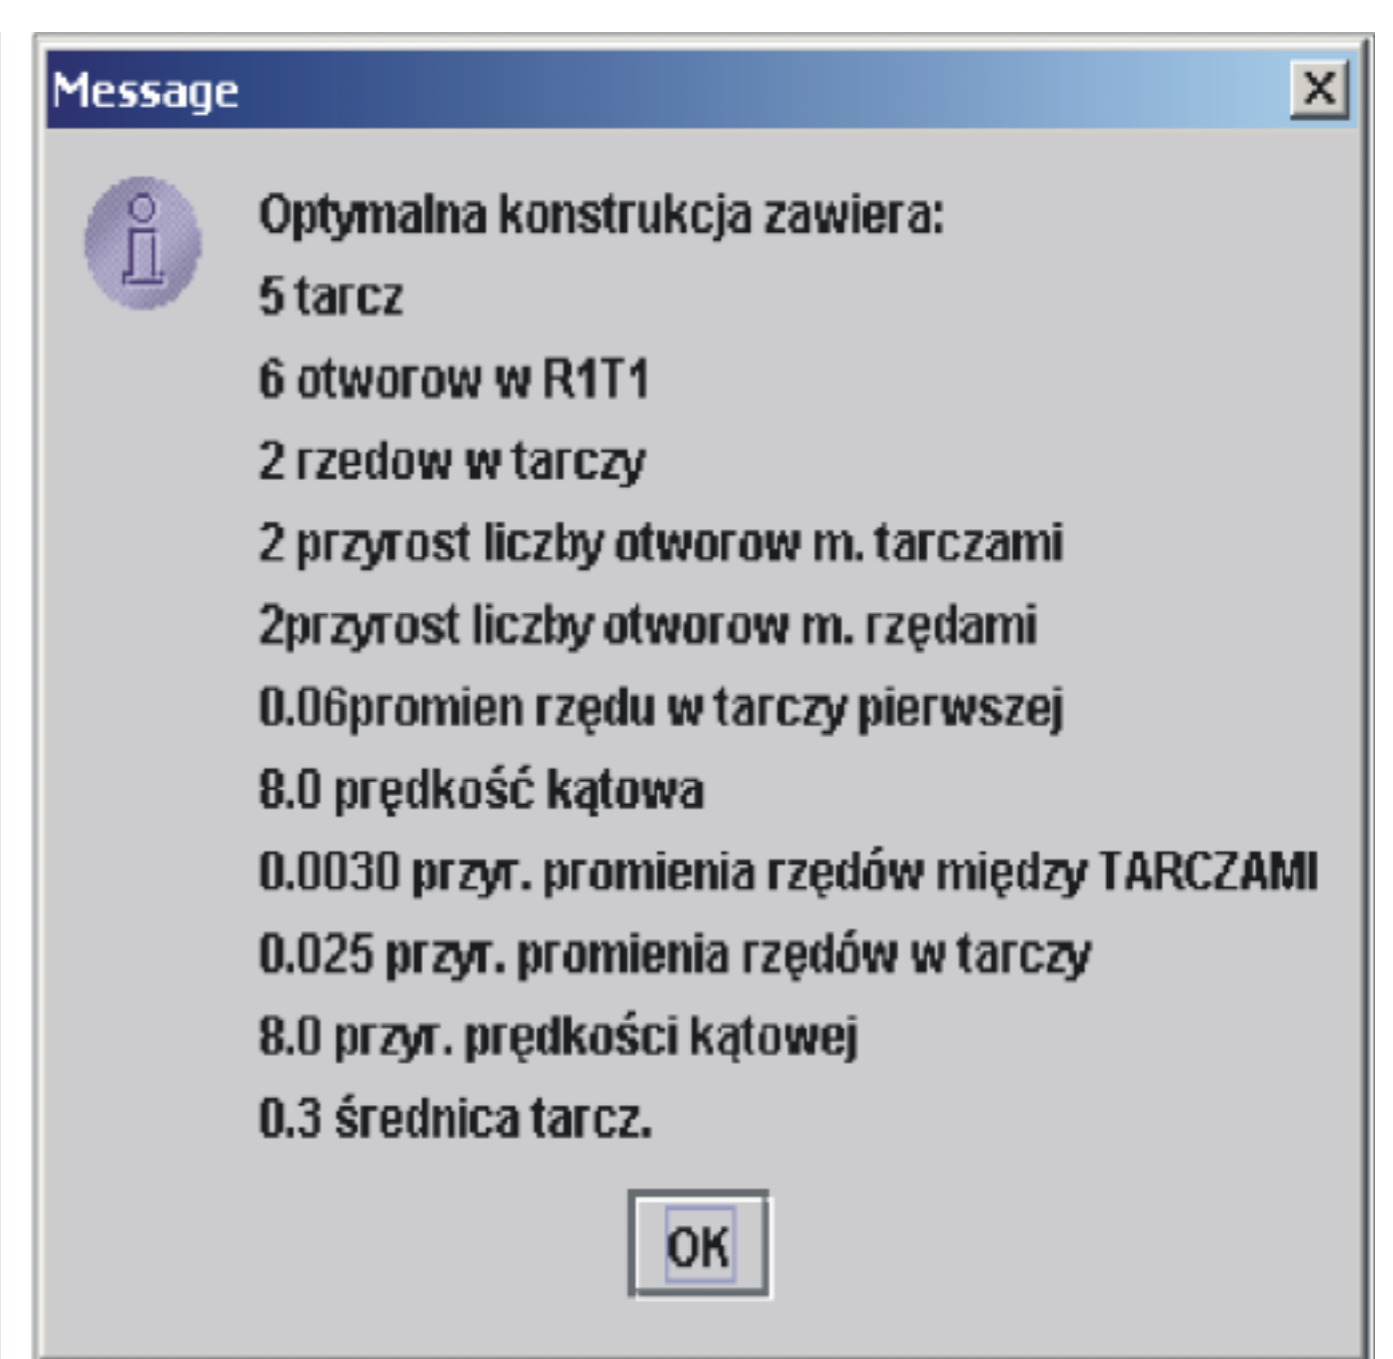 Message
Optymalna konstrukcja zawiera:
5 tarcz
6 otworow w R1T1
2 rzedow w tarczy
2 przyrost liczby otworow m. tarczami
2przyrost liczby otworow m. rzędami
0.06promien rzędu w tarczy pierwszej
8.0 prędkość kątowa
0.0030 przyr. promienia rzędów między TARCZAMI
0.025 przyr. promienia rzędów w tarczy
8.0 przyr. prędkości kątowej
0.3 średnica tarcz.
OK